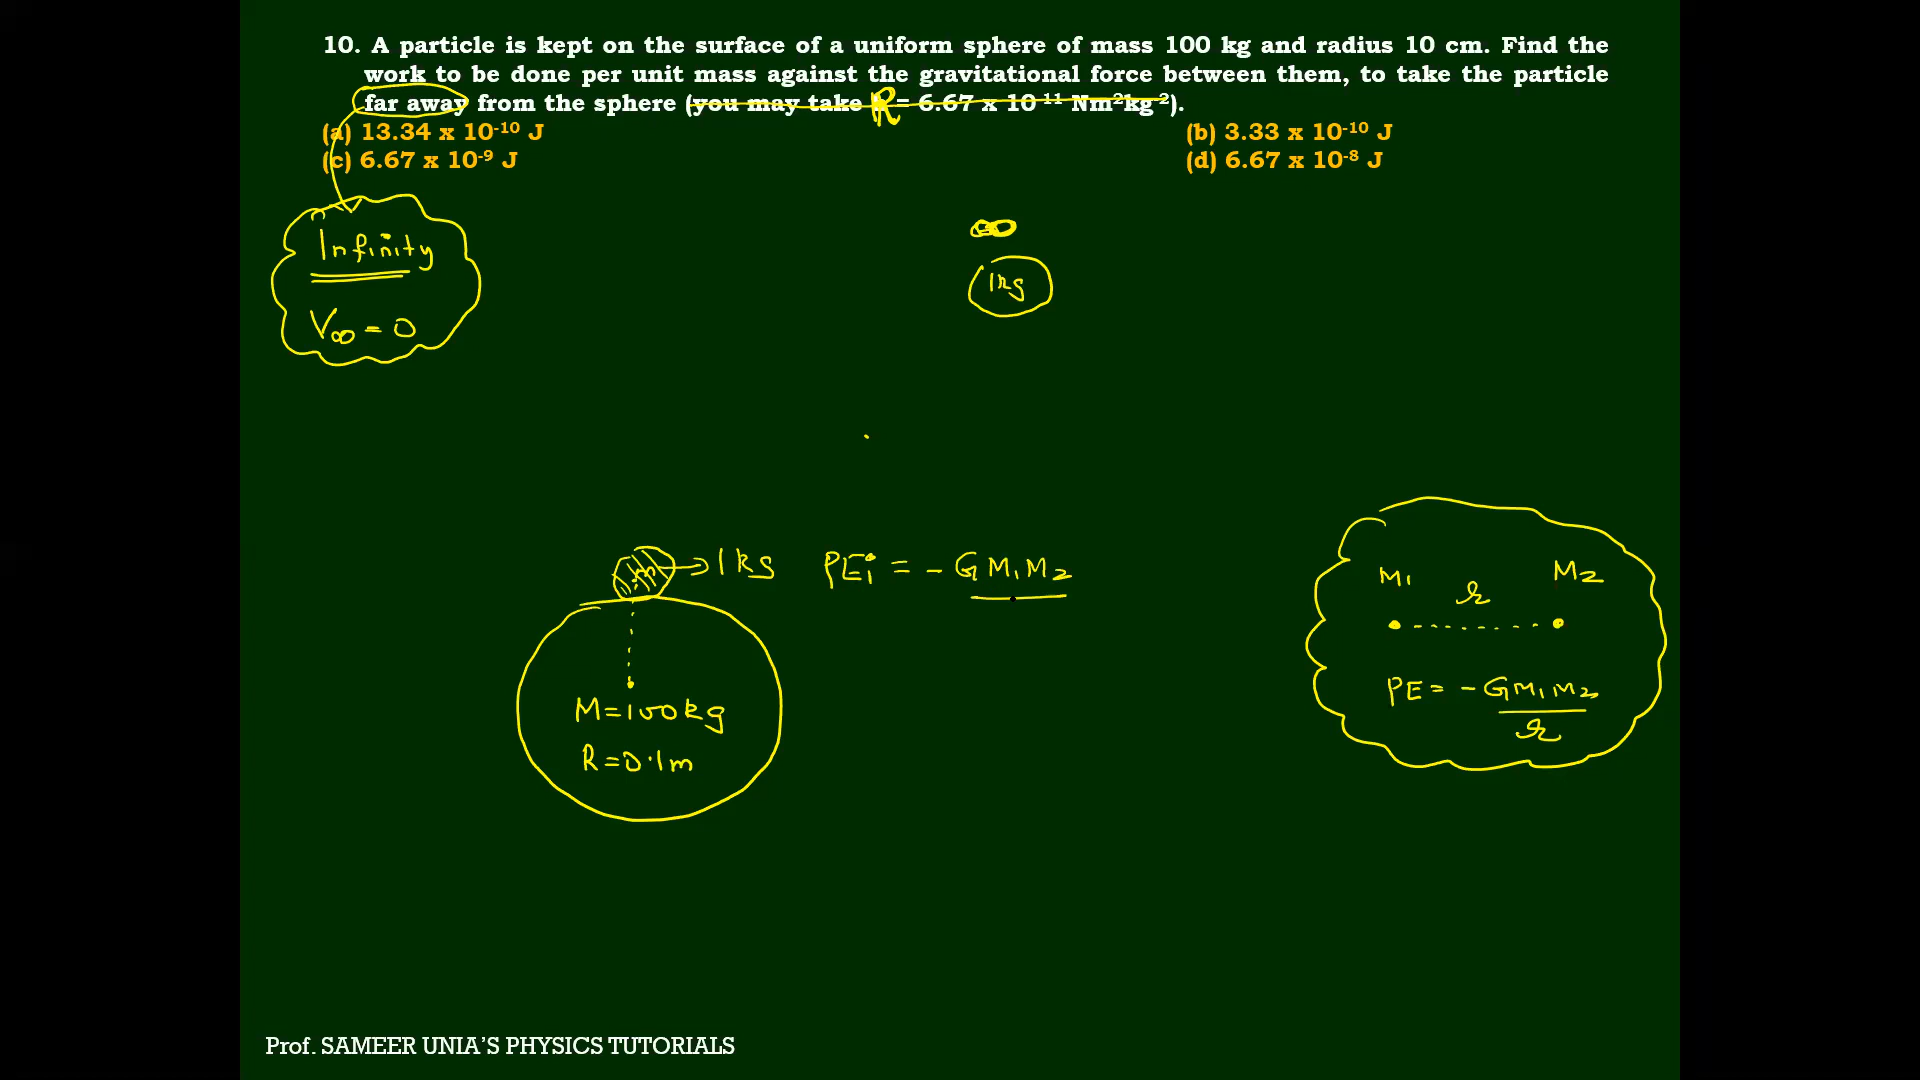 10. A particle is kept on the surface of a uniform sphere of mass 100 kg and radius 10 cm. Find the
work to be done per unit mass against the gravitational force between them, to take the particle
far away from the sphere (you may take R = 6.67 x 10⁻¹¹ Nm²kg⁻²).
(a) 13.34 x 10⁻¹⁰ J (b) 3.33 x 10⁻¹⁰ J
(c) 6.67 x 10⁻⁹ J (d) 6.67 x 10⁻⁸ J
Infinity
V∞ = 0
∞
1kg
m → 1kg PEi = - GM1M2
M=100kg
R=0.1m
M1 M2
r
PE = - GM1M2
r
Prof. SAMEER UNIA’S PHYSICS TUTORIALS